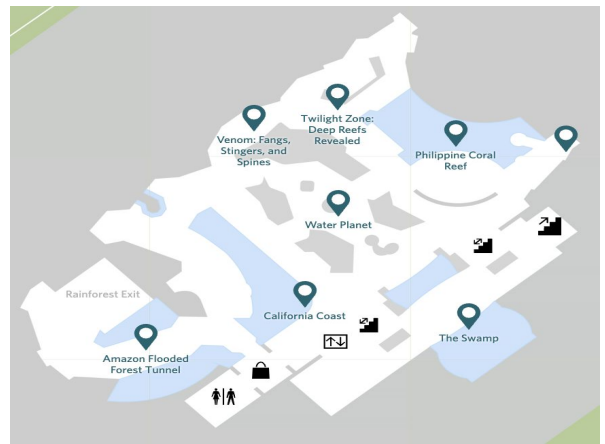 Twilight Zone:
Deep Reefs
Revealed
Venom: Fangs,
Stingers, and
Spines
Philippine Coral
Reef
Water Planet
Rainforest Exit
California Coast
The Swamp
Amazon Flooded
Forest Tunnel